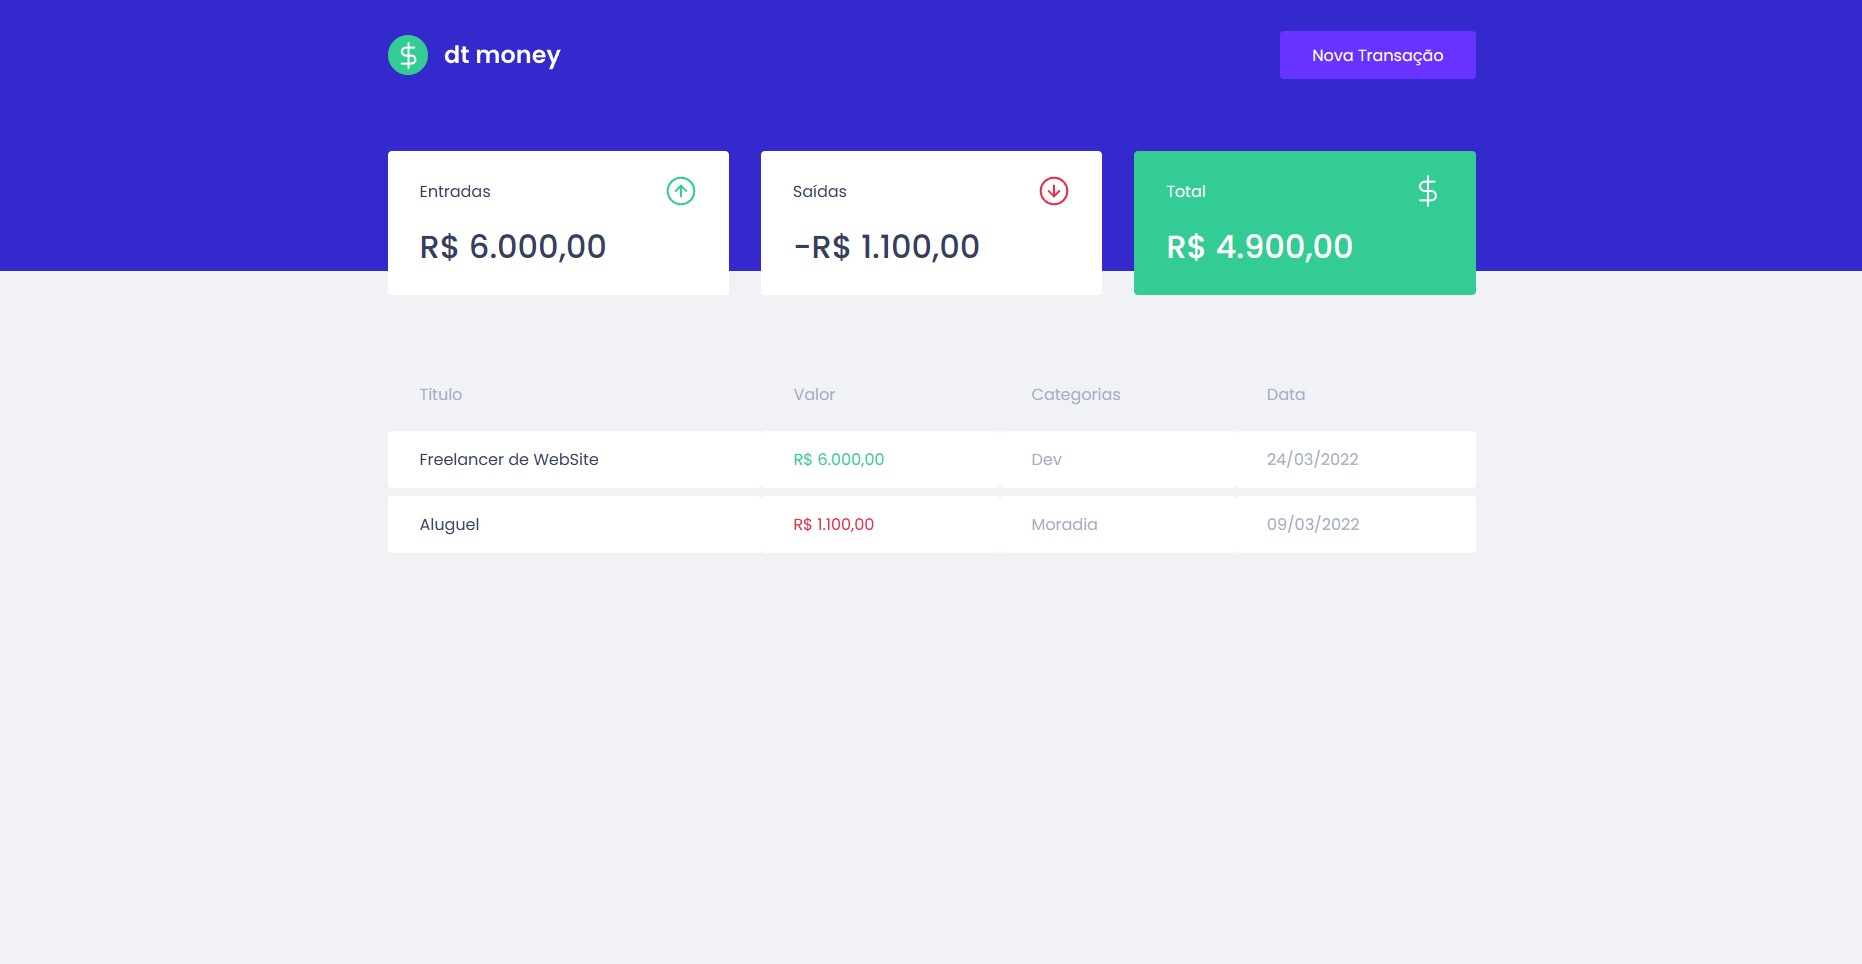 dt money
Nova Transação
Entradas
R$ 6.000,00
Saídas
-R$ 1.100,00
Total
R$ 4.900,00
Titulo Valor Categorias Data
Freelancer de WebSite R$ 6.000,00 Dev 24/03/2022
Aluguel R$ 1.100,00 Moradia 09/03/2022